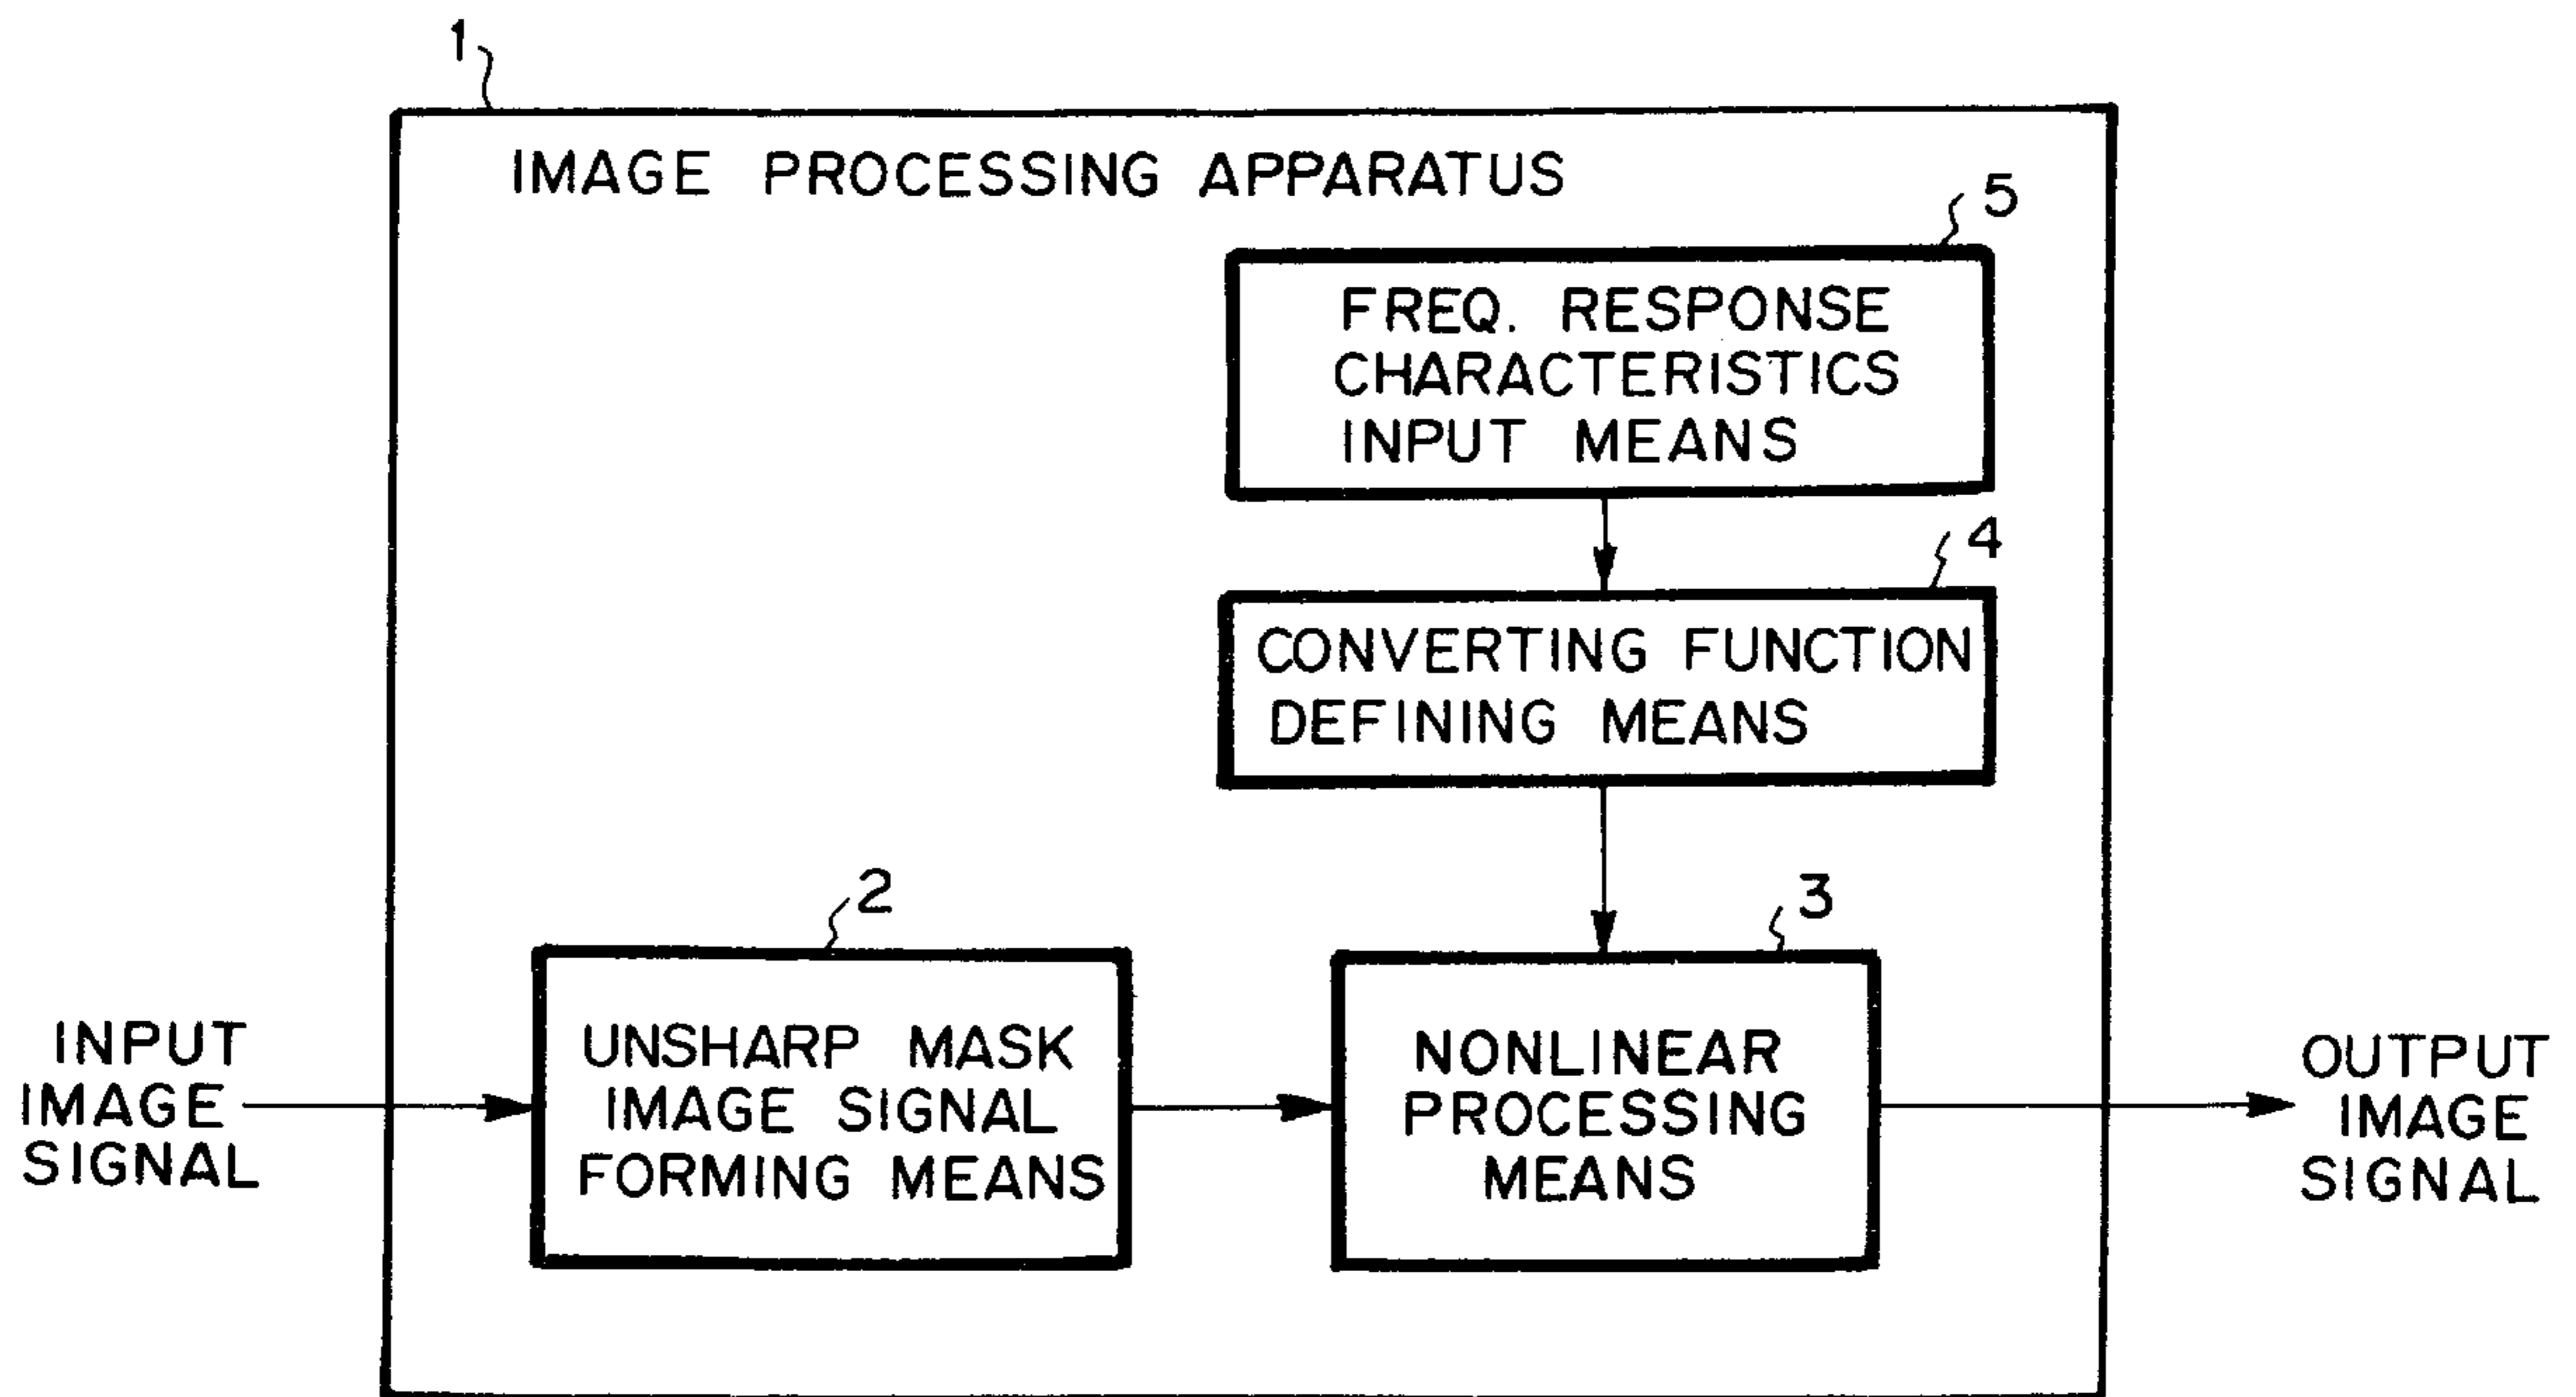 1
IMAGE PROCESSING APPARATUS
5
FREQ. RESPONSE
CHARACTERISTICS
INPUT MEANS
4
CONVERTING FUNCTION
DEFINING MEANS
2
3
INPUT
IMAGE
SIGNAL
UNSHARP MASK
IMAGE SIGNAL
FORMING MEANS
NONLINEAR
PROCESSING
MEANS
OUTPUT
IMAGE
SIGNAL